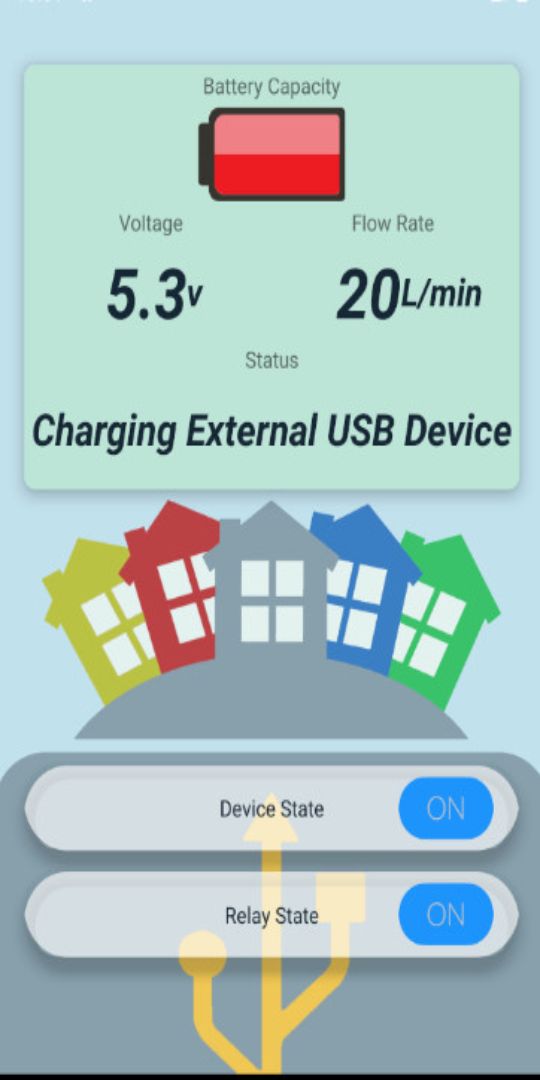 Battery Capacity
Voltage Flow Rate
5.3v 20L/min
Status
Charging External USB Device
Device State ON
Relay State ON